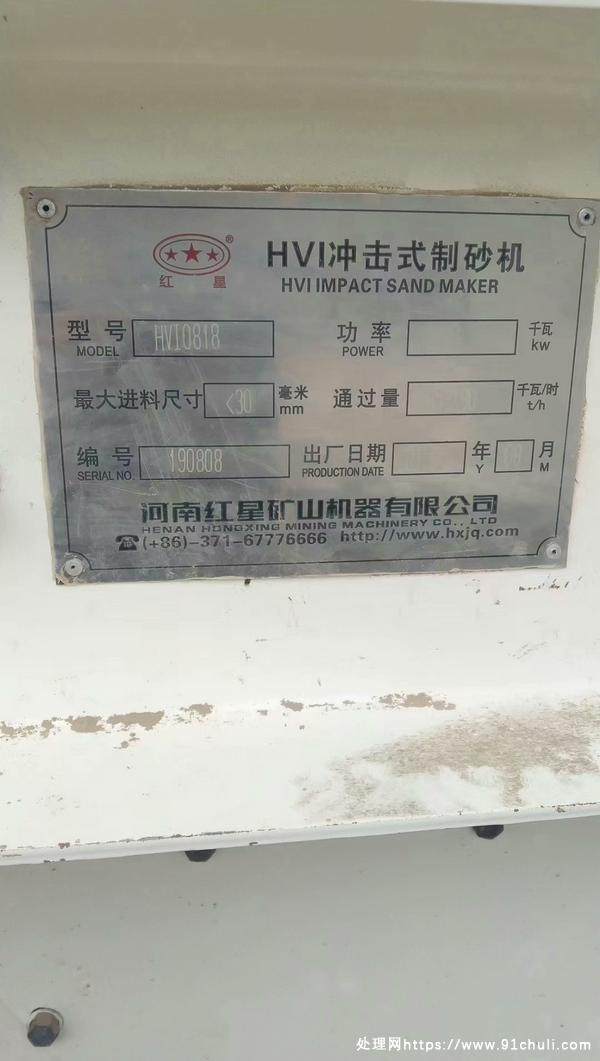 ★★★®
红星
HVI冲击式制砂机
HVI IMPACT SAND MAKER
型号 HVI0818 功率 千瓦
MODEL POWER kw
最大进料尺寸 <30 毫米 mm 通过量 千瓦/时 t/h
编号 190808 出厂日期 年 月
SERIAL NO. PRODUCTION DATE Y M
河南红星矿山机器有限公司
HENAN HONGXING MINING MACHINERY CO., LTD
☎(+86)-371-67776666 http://www.hxjq.com
处理网https://www.91chuli.com